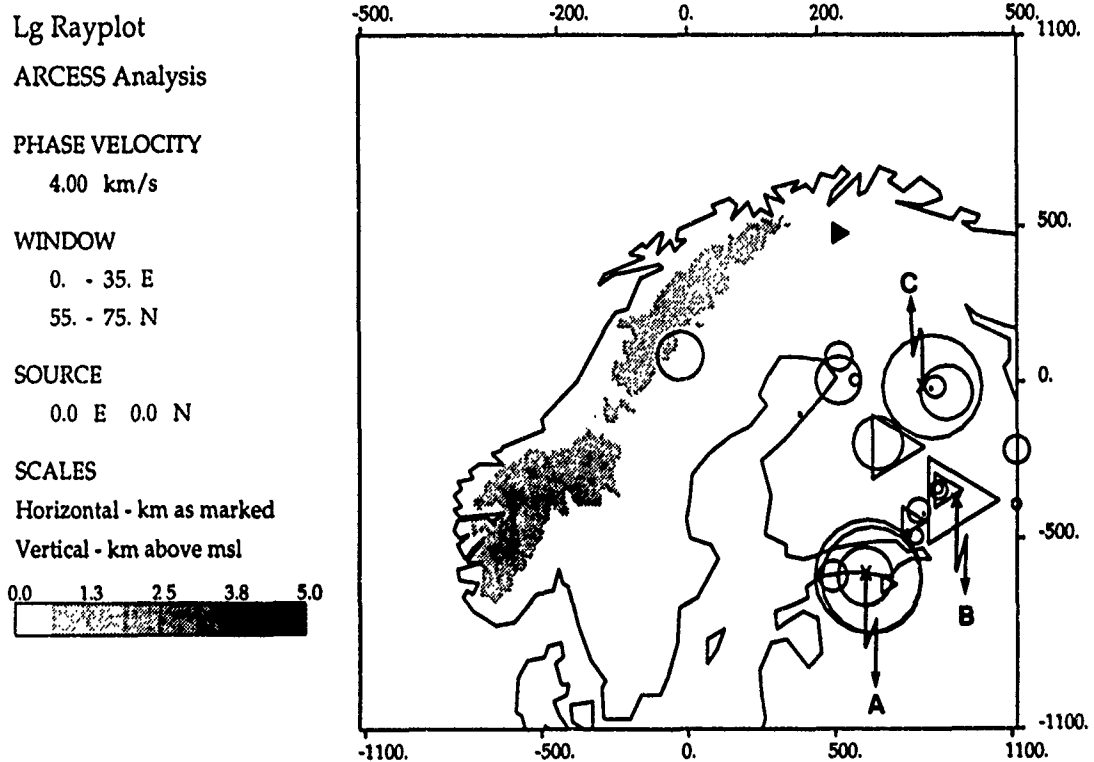 Lg Rayplot
ARCESS Analysis
PHASE VELOCITY
4.00 km/s
WINDOW
0. - 35. E
55. - 75. N
SOURCE
0.0 E 0.0 N
SCALES
Horizontal - km as marked
Vertical - km above msl
0.0 1.3 2.5 3.8 5.0
-500. -200. 0. 200. 500.
1100.
500.
0.
-500.
-1100.
C
B
A
-1100. -500. 0. 500. 1100.